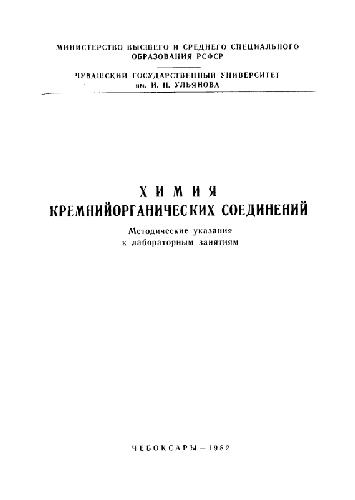 МИНИСТЕРСТВО ВЫСШЕГО И СРЕДНЕГО СПЕЦИАЛЬНОГО
ОБРАЗОВАНИЯ РСФСР
ЧУВАШСКИЙ ГОСУДАРСТВЕННЫЙ УНИВЕРСИТЕТ
им. И. Н. УЛЬЯНОВА
ХИМИЯ
КРЕМНИЙОРГАНИЧЕСКИХ СОЕДИНЕНИЙ
Методические указания
к лабораторным занятиям
ЧЕБОКСАРЫ — 1982